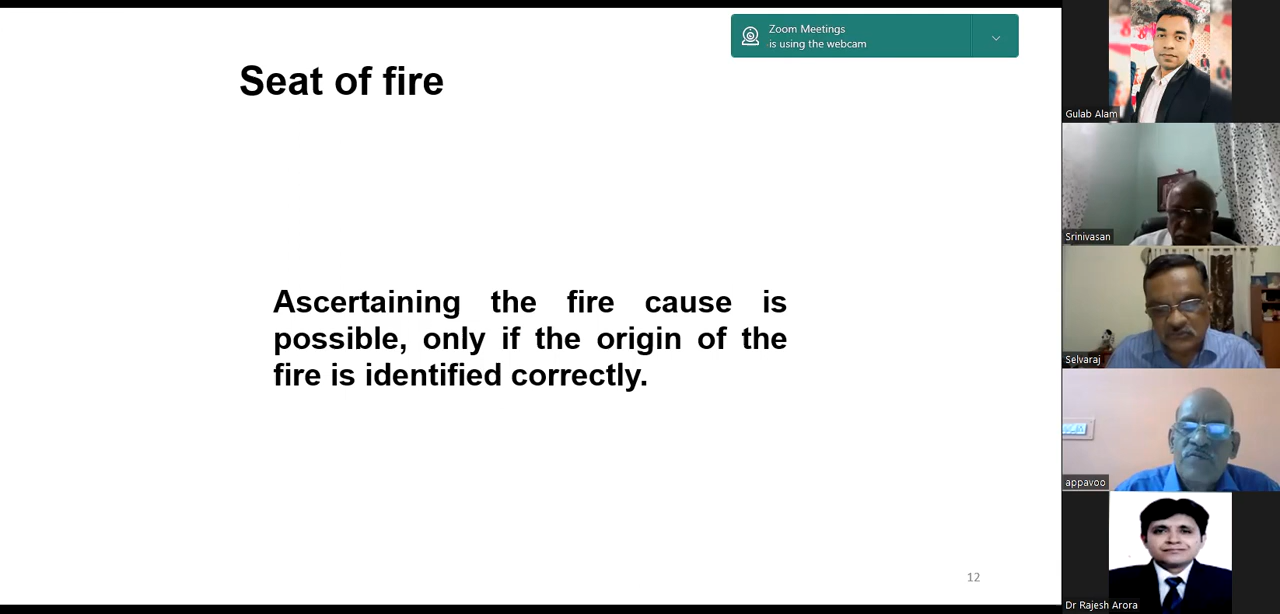 Zoom Meetings
is using the webcam
Seat of fire
Ascertaining the fire cause is
possible, only if the origin of the
fire is identified correctly.
12
Gulab Alam
Srinivasan
Selvaraj
appavoo
Dr Rajesh Arora